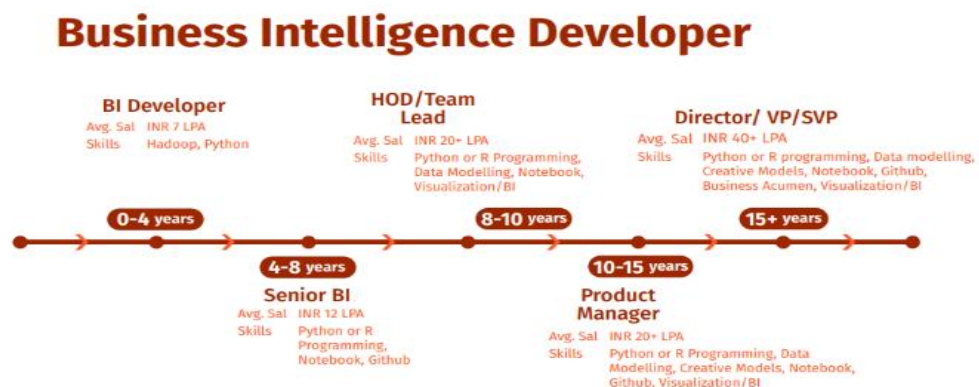 Business Intelligence Developer
BI Developer
Avg. Sal INR 7 LPA
Skills Hadoop, Python
0-4 years
4-8 years
Senior BI
Avg. Sal INR 12 LPA
Skills Python or R
Programming,
Notebook, Github
HOD/Team
Lead
Avg. Sal INR 20+ LPA
Skills Python or R Programming,
Data Modelling, Notebook,
Visualization/BI
8-10 years
10-15 years
Product
Manager
Avg. Sal INR 20+ LPA
Skills Python or R Programming, Data
Modelling, Creative Models, Notebook,
Github, Visualization/BI
Director/ VP/SVP
Avg. Sal INR 40+ LPA
Skills Python or R programming, Data modelling,
Creative Models, Notebook, Github,
Business Acumen, Visualization/BI
15+ years